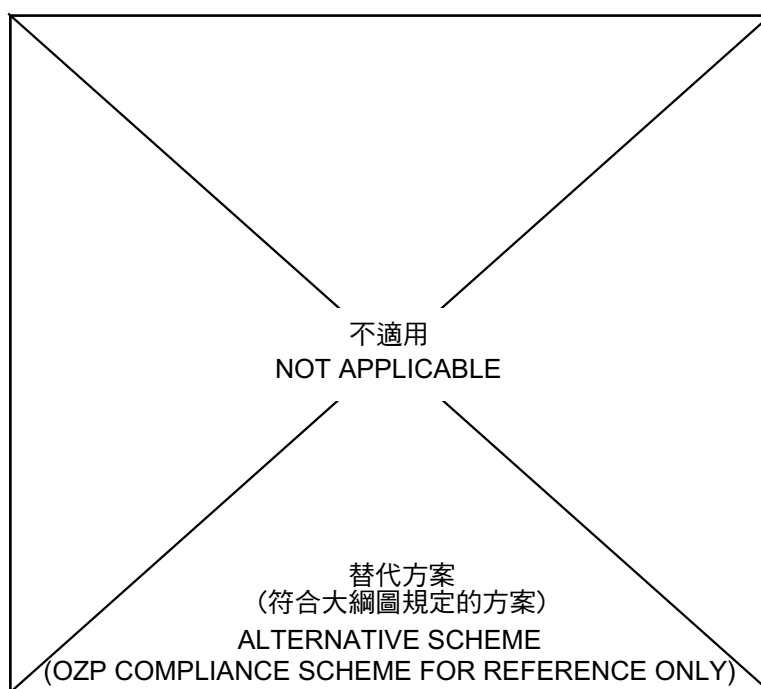 不適用
NOT APPLICABLE
替代方案
（符合大綱圖規定的方案）
ALTERNATIVE SCHEME
(OZP COMPLIANCE SCHEME FOR REFERENCE ONLY)